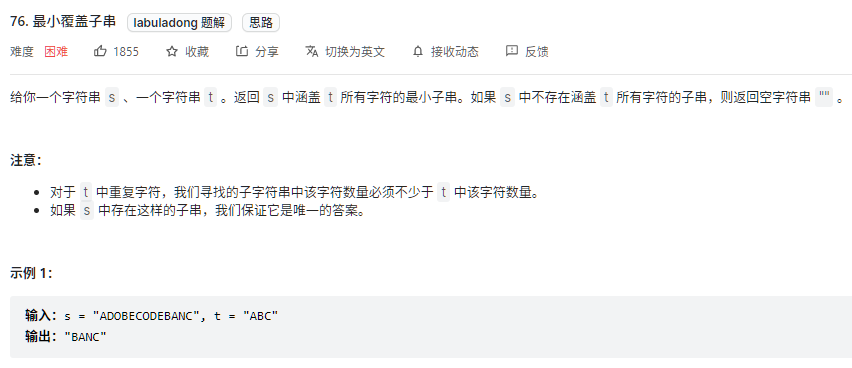 76. 最小覆盖子串 labuladong 题解 思路
难度 困难 1855 收藏 分享 切换为英文 接收动态 反馈
给你一个字符串 s 、一个字符串 t 。返回 s 中涵盖 t 所有字符的最小子串。如果 s 中不存在涵盖 t 所有字符的子串，则返回空字符串 "" 。
注意：
• 对于 t 中重复字符，我们寻找的子字符串中该字符数量必须不少于 t 中该字符数量。
• 如果 s 中存在这样的子串，我们保证它是唯一的答案。
示例 1：
输入：s = "ADOBECODEBANC", t = "ABC"
输出："BANC"